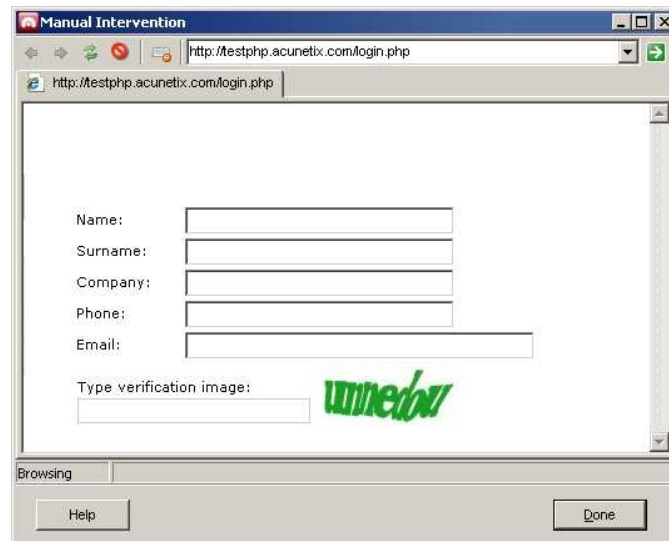 Manual Intervention
http://testphp.acunetix.com/login.php
http://testphp.acunetix.com/login.php
Name:
Surname:
Company:
Phone:
Email:
Type verification image:
Browsing
Help
Done